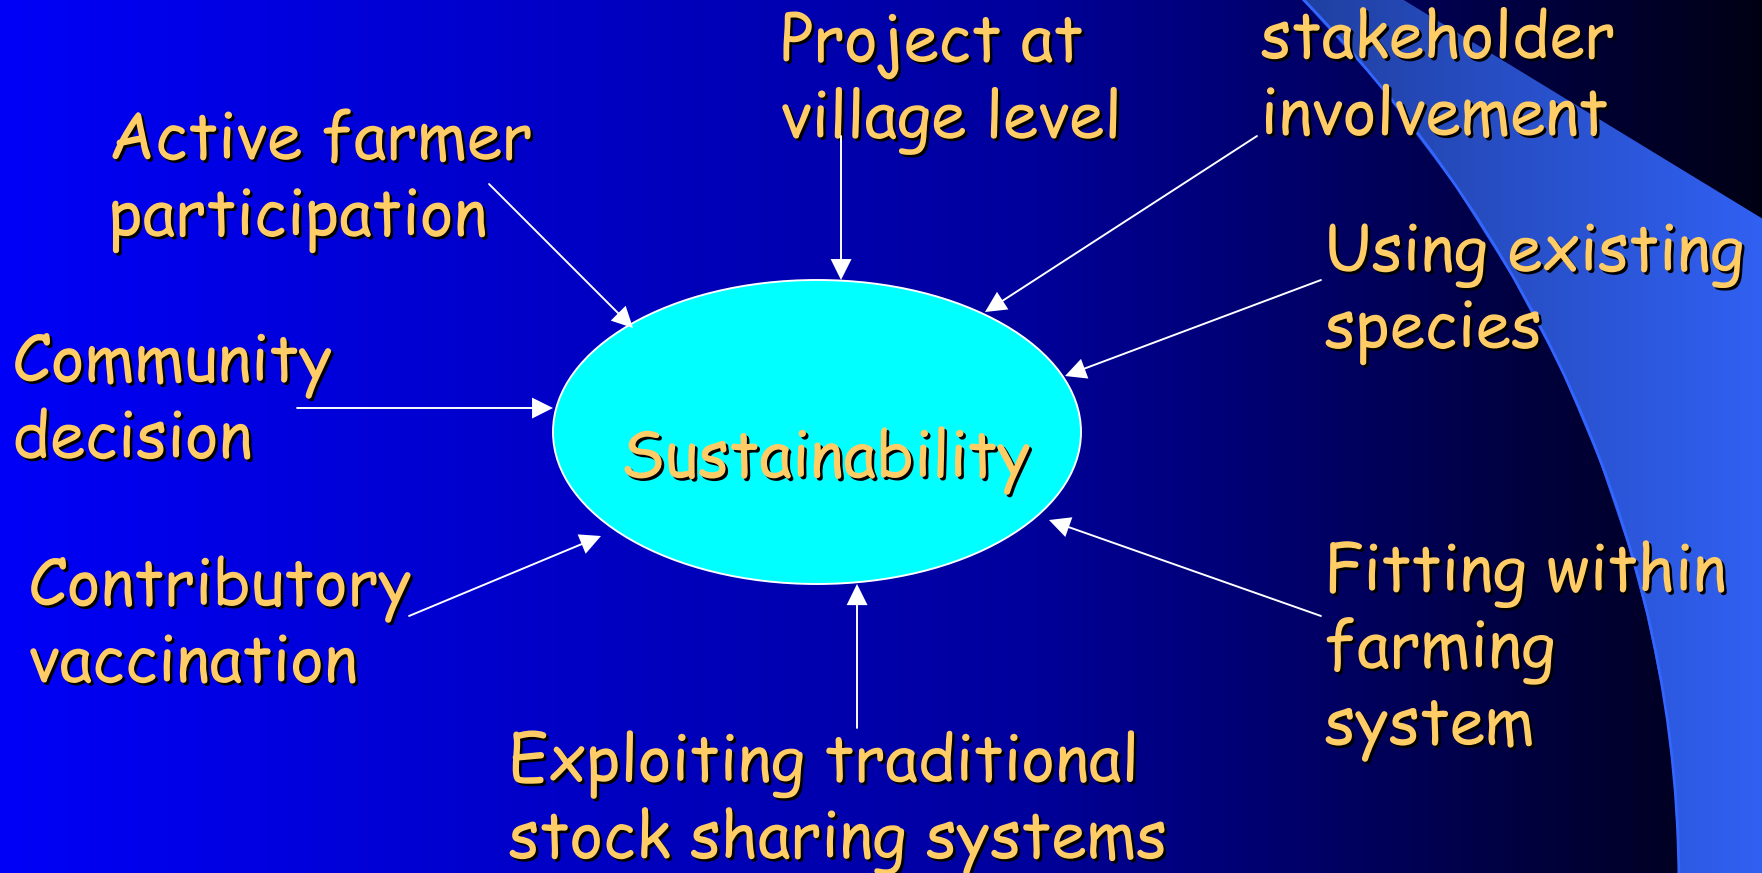 Project at
village level
stakeholder
involvement
Active farmer
participation
Using existing
species
Community
decision
Sustainability
Contributory
vaccination
Fitting within
farming
system
Exploiting traditional
stock sharing systems